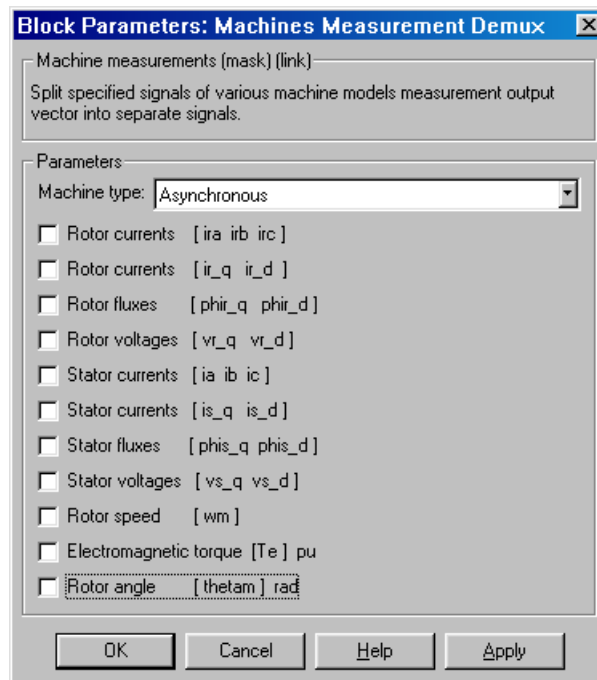 Block Parameters: Machines Measurement Demux
Machine measurements (mask) (link)
Split specified signals of various machine models measurement output
vector into separate signals.
Parameters
Machine type: Asynchronous
Rotor currents [ ira irb irc ]
Rotor currents [ ir_q ir_d ]
Rotor fluxes [ phir_q phir_d ]
Rotor voltages [ vr_q vr_d ]
Stator currents [ ia ib ic ]
Stator currents [ is_q is_d ]
Stator fluxes [ phis_q phis_d ]
Stator voltages [ vs_q vs_d ]
Rotor speed [ wm ]
Electromagnetic torque [Te ] pu
Rotor angle [ thetam ] rad
OK Cancel Help Apply